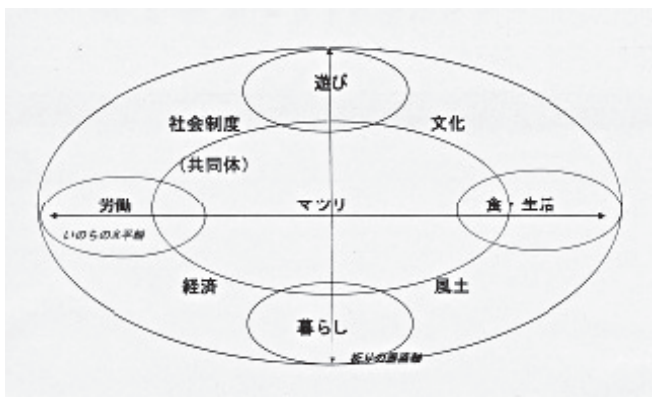 遊び
社会制度
文化
(共同体)
労働
マツリ
食・生活
いのちの水平軸
経済
風土
暮らし